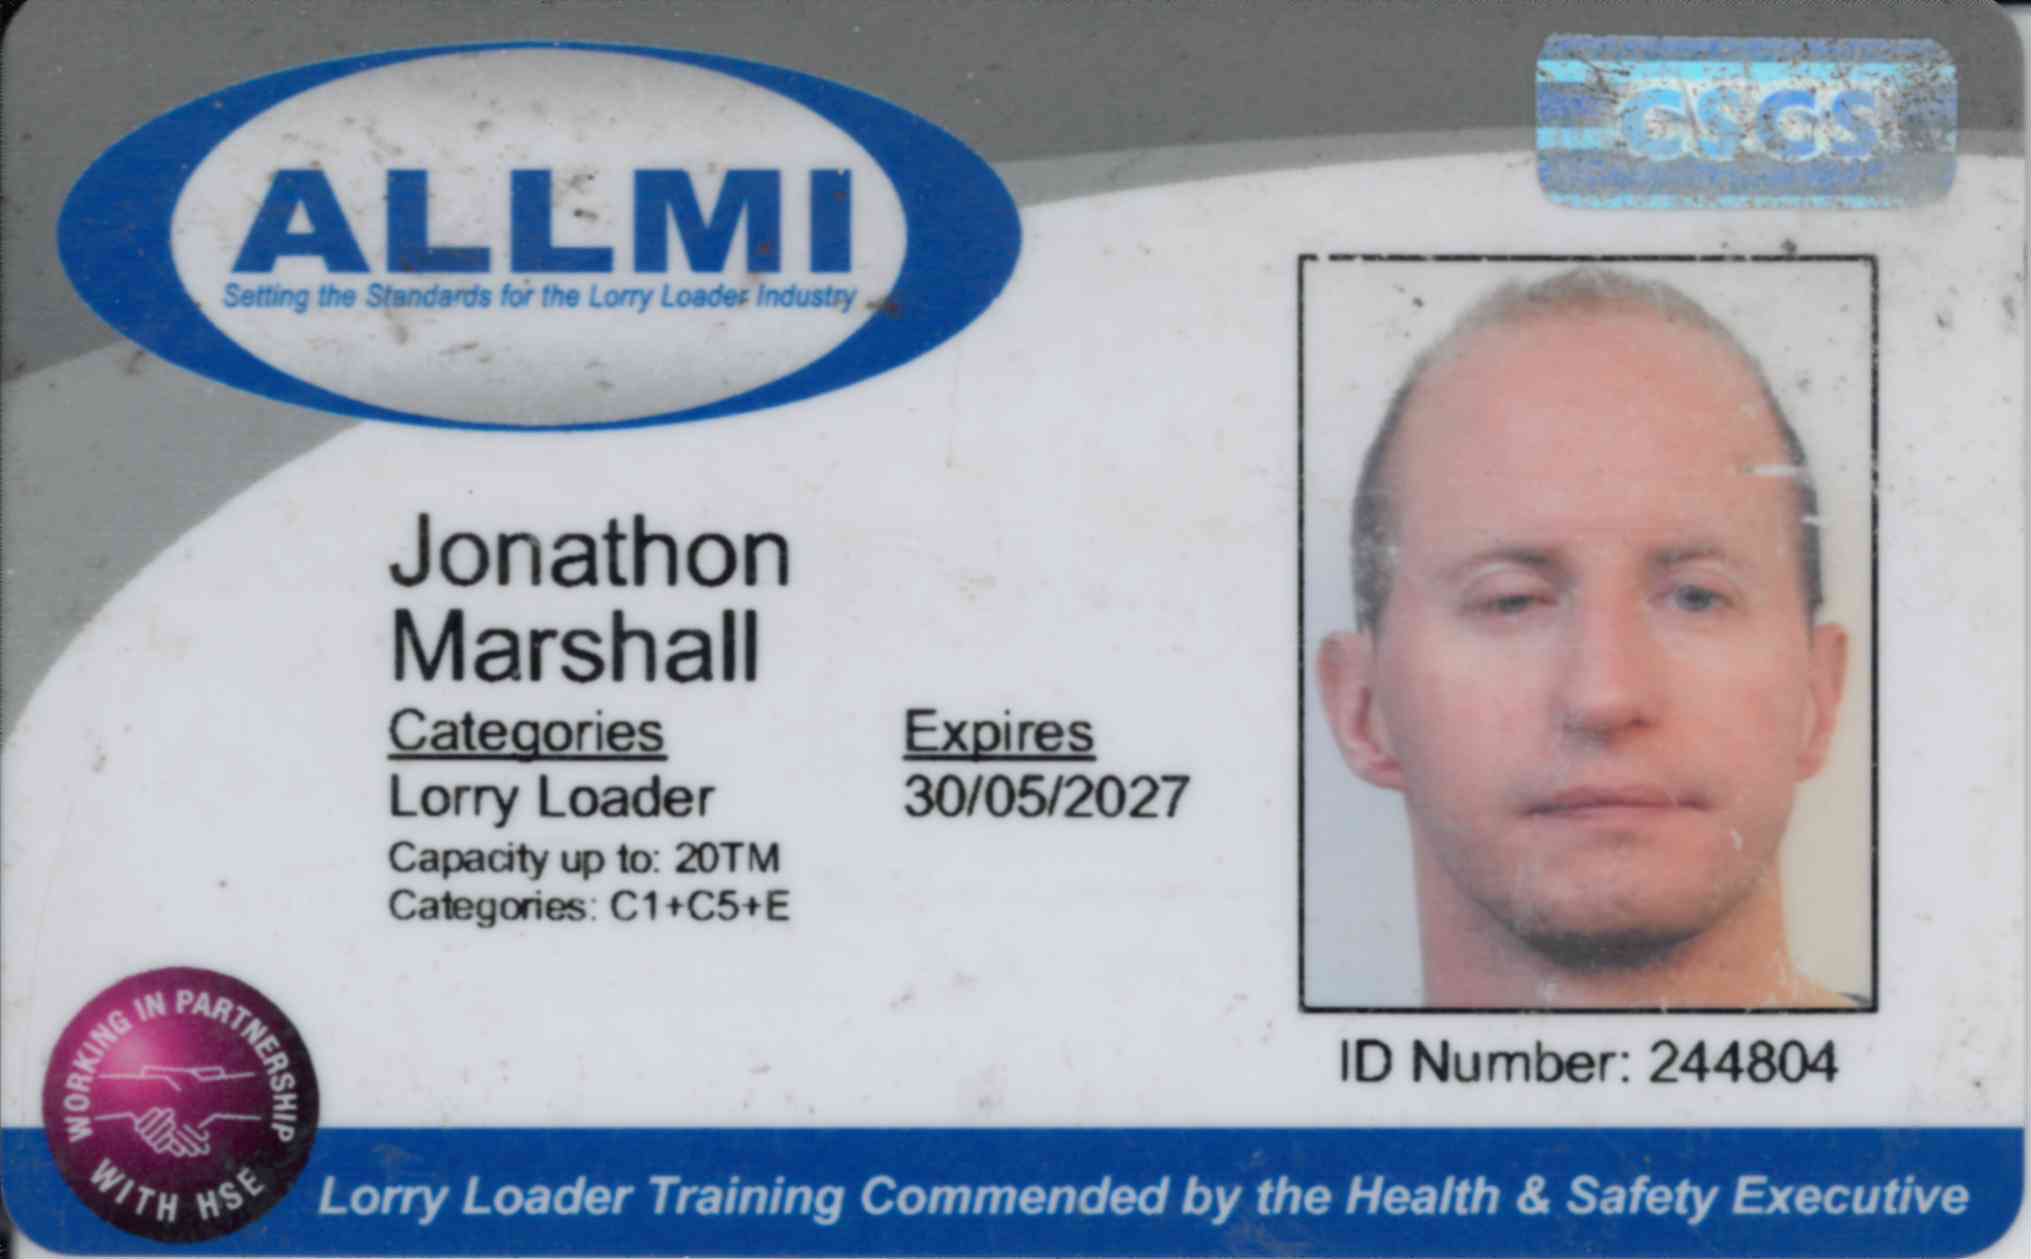 ALLMI
Setting the Standards for the Lorry Loader Industry
CSCS
Jonathon
Marshall
Categories
Expires
Lorry Loader
30/05/2027
Capacity up to: 20TM
Categories: C1+C5+E
ID Number: 244804
WORKING IN PARTNERSHIP
WITH HSE
Lorry Loader Training Commended by the Health & Safety Executive